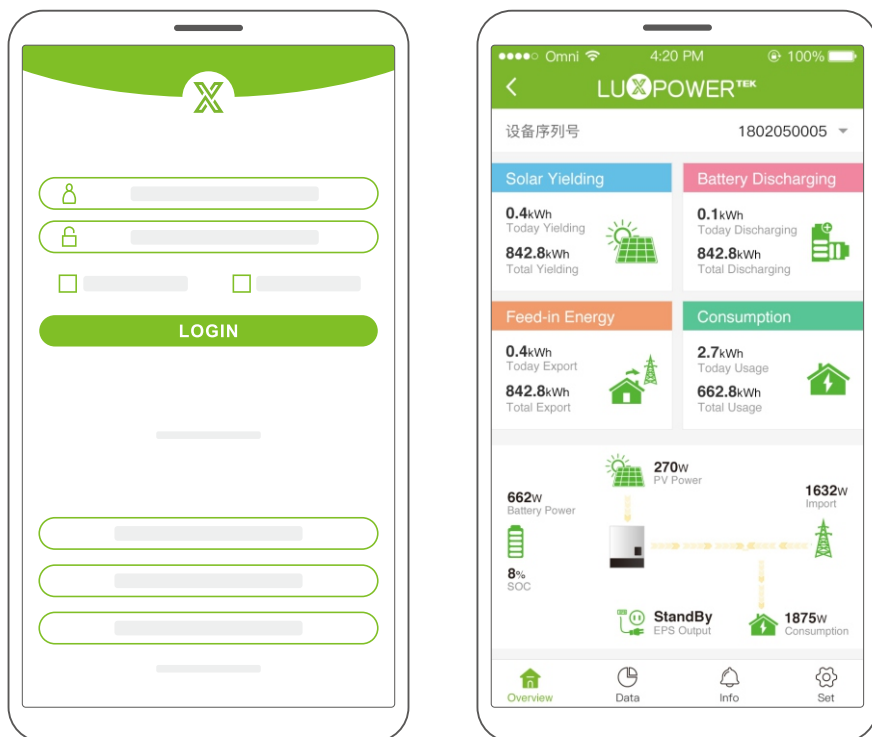 LOGIN
Omni 4:20 PM 100%
LUXPOWERTEK
设备序列号 1802050005
Solar Yielding
0.4kWh
Today Yielding
842.8kWh
Total Yielding
Battery Discharging
0.1kWh
Today Discharging
842.8kWh
Total Discharging
Feed-in Energy
0.4kWh
Today Export
842.8kWh
Total Export
Consumption
2.7kWh
Today Usage
662.8kWh
Total Usage
270W
PV Power
662W
Battery Power
8%
SOC
1632W
Import
StandBy
EPS Output
1875W
Consumption
Overview
Data
Info
Set